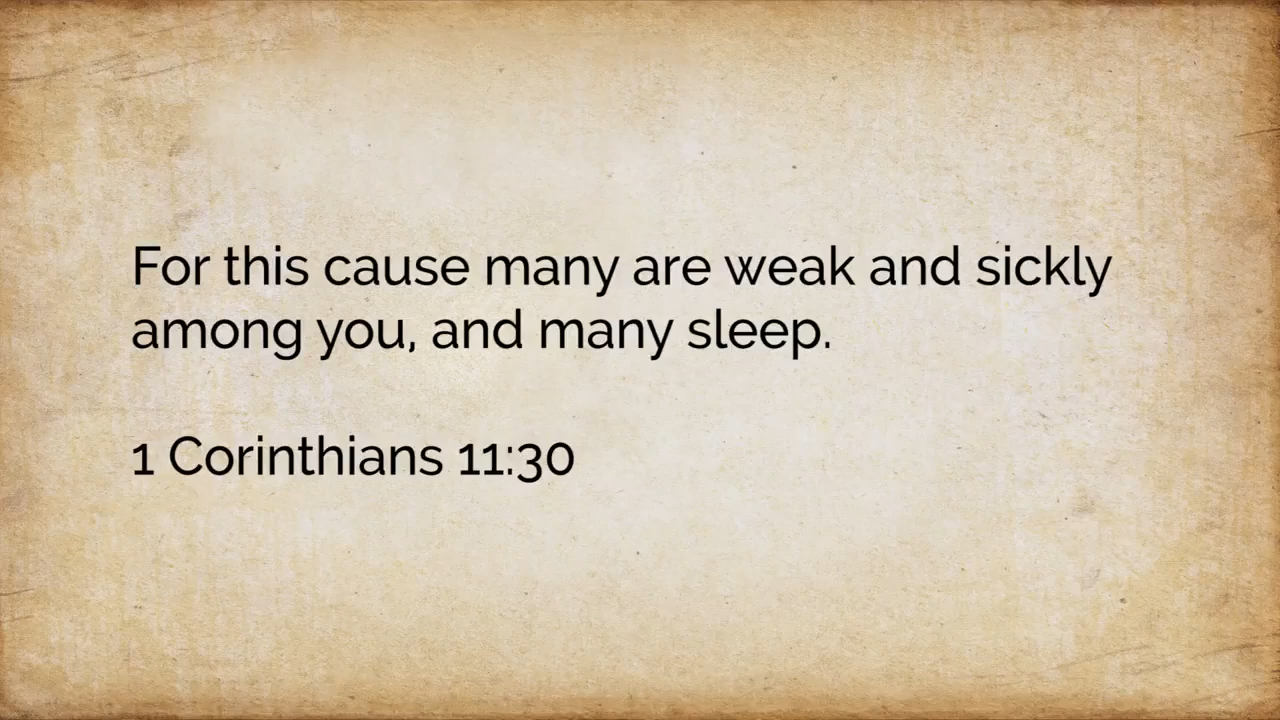 For this cause many are weak and sickly
among you, and many sleep.
1 Corinthians 11:30